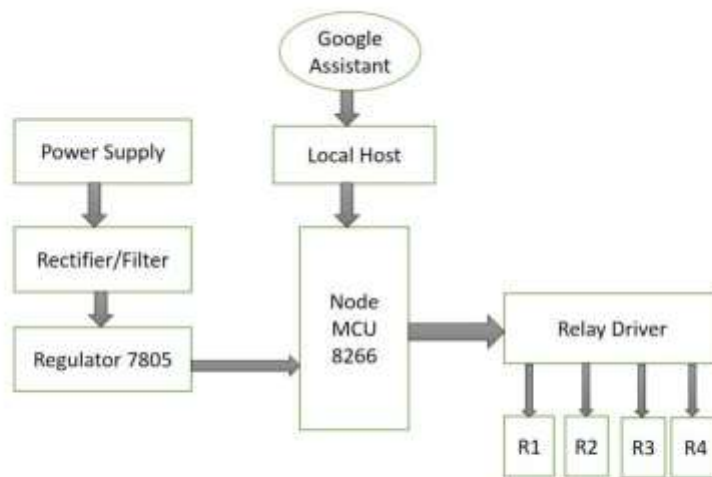 Google
Assistant
Power Supply
Local Host
Rectifier/Filter
Node
MCU
8266
Regulator 7805
Relay Driver
R1
R2
R3
R4